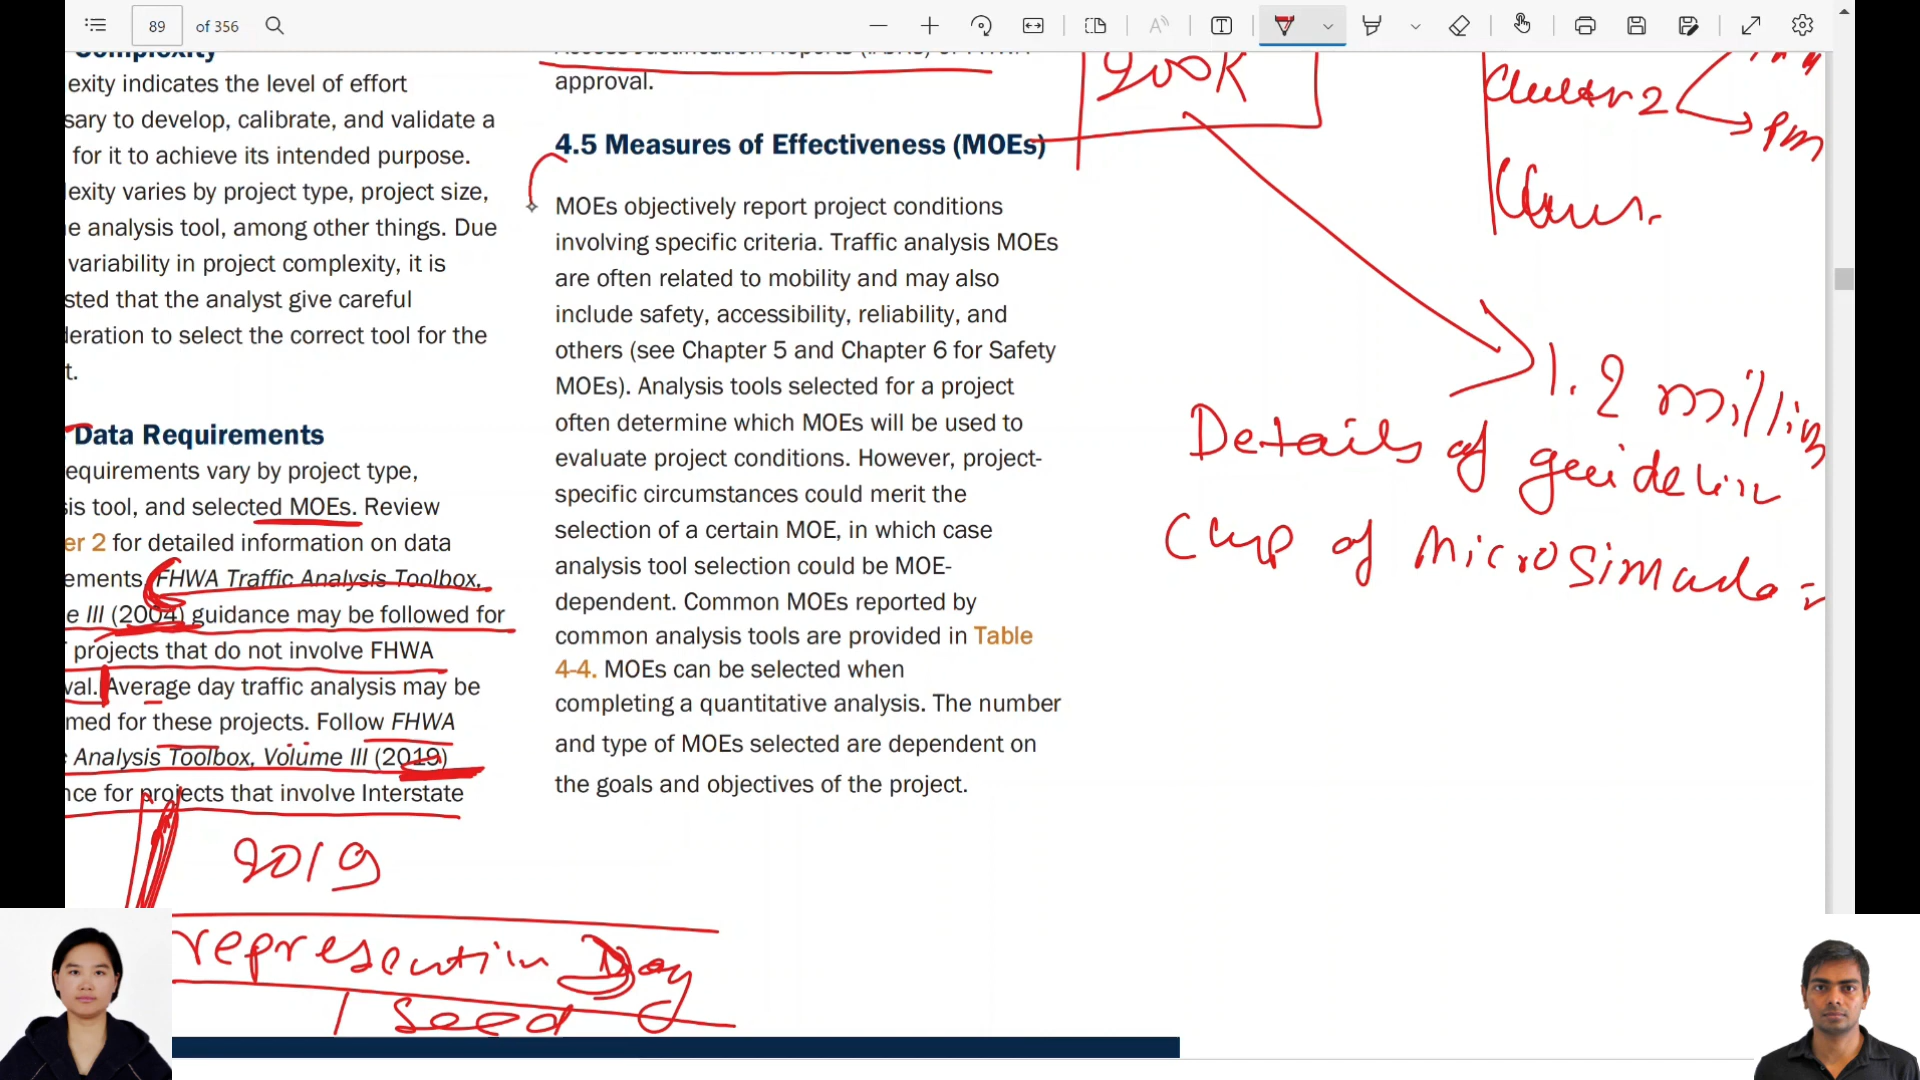 89 of 356
Complexity
exity indicates the level of effort
sary to develop, calibrate, and validate a
for it to achieve its intended purpose.
exity varies by project type, project size,
e analysis tool, among other things. Due
variability in project complexity, it is
sted that the analyst give careful
deration to select the correct tool for the
t.
Data Requirements
equirements vary by project type,
is tool, and selected MOEs. Review
er 2 for detailed information on data
ements. FHWA Traffic Analysis Toolbox,
e III (2004) guidance may be followed for
projects that do not involve FHWA
val. Average day traffic analysis may be
med for these projects. Follow FHWA
Analysis Toolbox, Volume III (2019)
nce for projects that involve Interstate
2019
Day
1 Seed
approval.
4.5 Measures of Effectiveness (MOEs)
MOEs objectively report project conditions
involving specific criteria. Traffic analysis MOEs
are often related to mobility and may also
include safety, accessibility, reliability, and
others (see Chapter 5 and Chapter 6 for Safety
MOEs). Analysis tools selected for a project
often determine which MOEs will be used to
evaluate project conditions. However, project-
specific circumstances could merit the
selection of a certain MOE, in which case
analysis tool selection could be MOE-
dependent. Common MOEs reported by
common analysis tools are provided in Table
4-4. MOEs can be selected when
completing a quantitative analysis. The number
and type of MOEs selected are dependent on
the goals and objectives of the project.
200K
2
pm
1.2 million
Details of
of